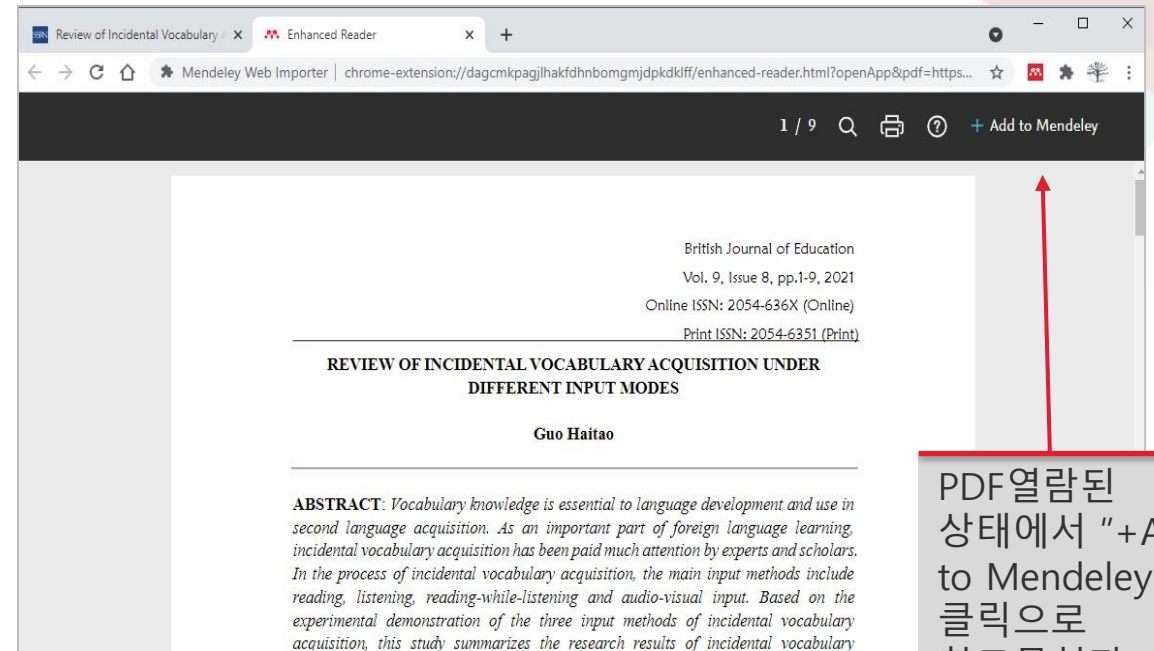 Review of Incidental Vocabulary
Enhanced Reader
Mendeley Web Importer | chrome-extension://dagcmkpagjlhakfdhnbomgmjdpkdklff/enhanced-reader.html?openApp&pdf=https...
1 / 9
+ Add to Mendeley
British Journal of Education
Vol. 9, Issue 8, pp.1-9, 2021
Online ISSN: 2054-636X (Online)
Print ISSN: 2054-6351 (Print)
REVIEW OF INCIDENTAL VOCABULARY ACQUISITION UNDER
DIFFERENT INPUT MODES
Guo Haitao
ABSTRACT: Vocabulary knowledge is essential to language development and use in
second language acquisition. As an important part of foreign language learning,
incidental vocabulary acquisition has been paid much attention by experts and scholars.
In the process of incidental vocabulary acquisition, the main input methods include
reading, listening, reading-while-listening and audio-visual input. Based on the
experimental demonstration of the three input methods of incidental vocabulary
acquisition, this study summarizes the research results of incidental vocabulary
PDF열람된
상태에서 "+A
to Mendeley
클릭으로